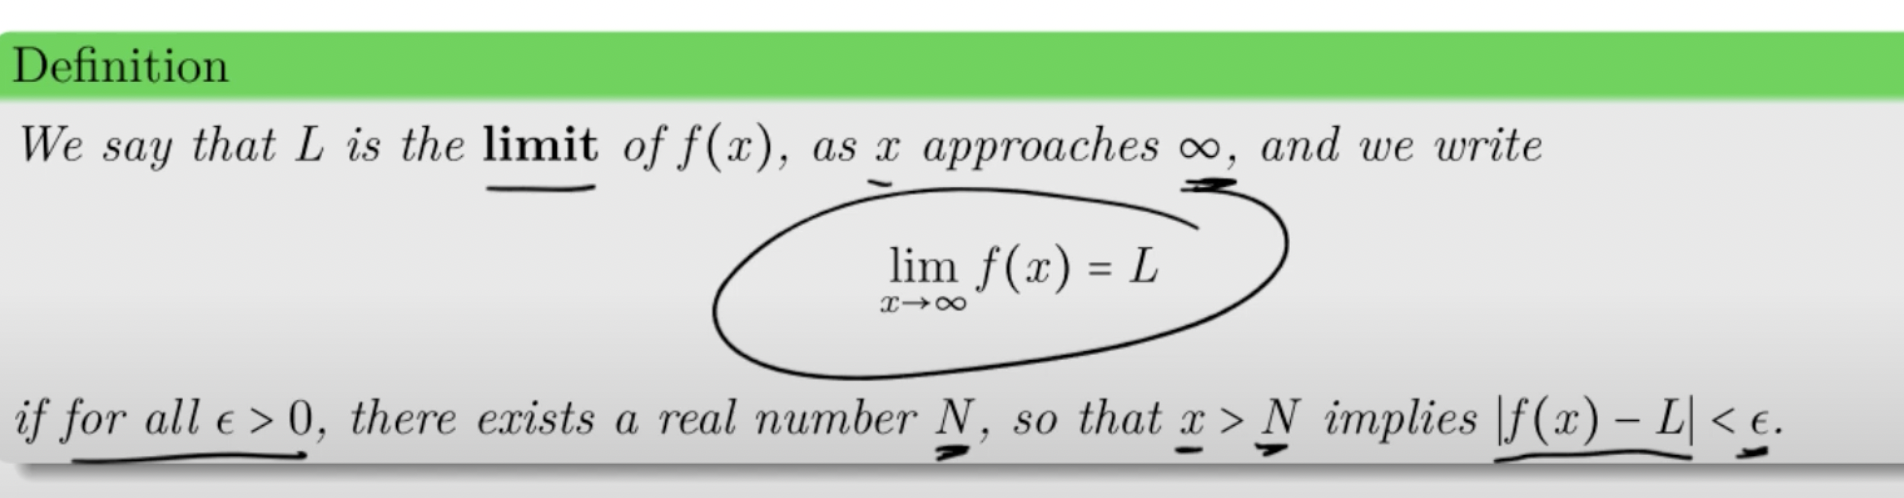 Definition
We say that L is the limit of f(x), as x approaches ∞, and we write
lim f(x) = L
x→∞
if for all ϵ > 0, there exists a real number N, so that x > N implies |f(x) − L| < ϵ.